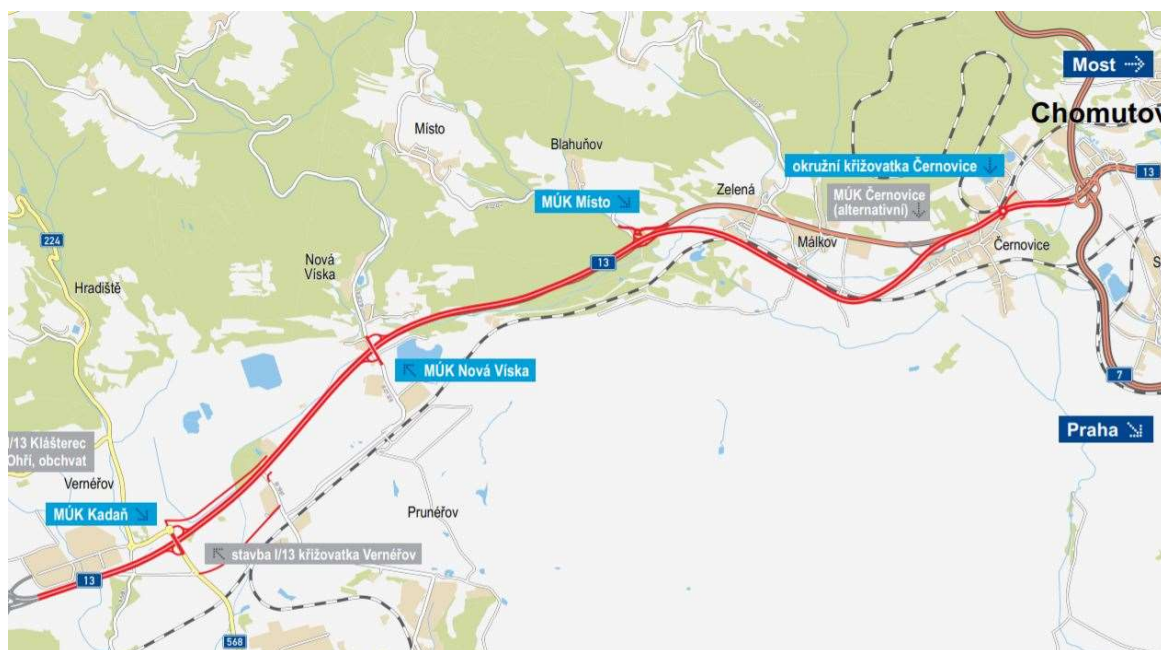 Most
Chomutov
Místo
Blahuňov
okružní křižovatka Černovice
13
MÚK Místo
Zelená
MÚK Černovice
(alternativní)
224
13
Málkov
Černovice
S
Nová
Víska
Hradiště
MÚK Nová Víska
7
Praha
I/13 Klášterec
Ohří, obchvat
Vernéřov
MÚK Kadaň
Prunéřov
stavba I/13 křižovatka Vernéřov
13
568